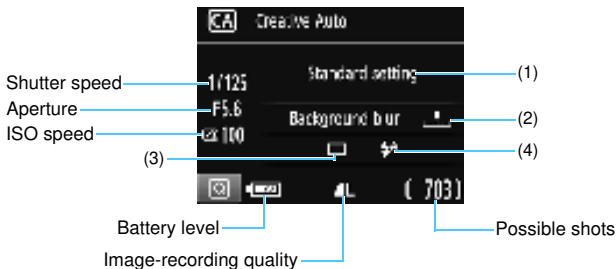 CA Creative Auto
Standard setting
(1)
Shutter speed
1/125
Aperture
F5.6
Background blur
(2)
ISO speed
100
(3)
(4)
Q
L
( 703)
Battery level
Possible shots
Image-recording quality